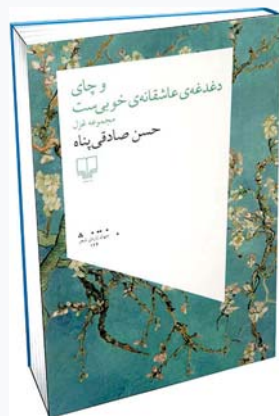 و چای
دغدغه‌ی عاشقانه‌ی خوبی‌ست
مجموعه غزل
حسن صادقی‌پناه